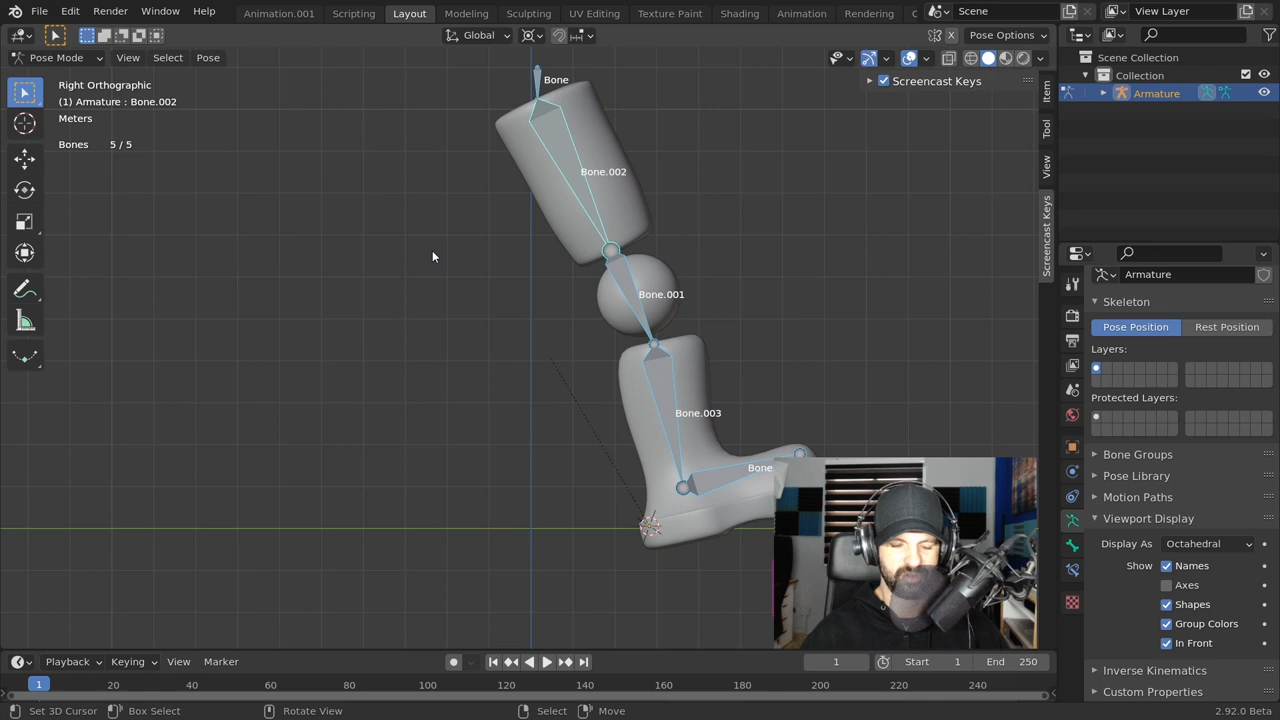 File Edit Render Window Help Animation.001 Scripting Layout Modeling Sculpting UV Editing Texture Paint Shading Animation Rendering Scene View Layer
Global Pose Options
Pose Mode View Select Pose
Right Orthographic
(1) Armature : Bone.002
Meters
Bones 5 / 5
Bone
Bone.002
Bone.001
Bone.003
Bone
Screencast Keys
Item
Tool
View
Screencast Keys
Scene Collection
Collection
Armature
Armature
Skeleton
Pose Position Rest Position
Layers:
Protected Layers:
Bone Groups
Pose Library
Motion Paths
Viewport Display
Display As Octahedral
Show Names
Axes
Shapes
Group Colors
In Front
Inverse Kinematics
Custom Properties
Playback Keying View Marker 1 Start 1 End 250
1 20 40 60 80 100 120 140 160 180 200 220 240
Set 3D Cursor Box Select Rotate View Select Move 2.92.0 Beta